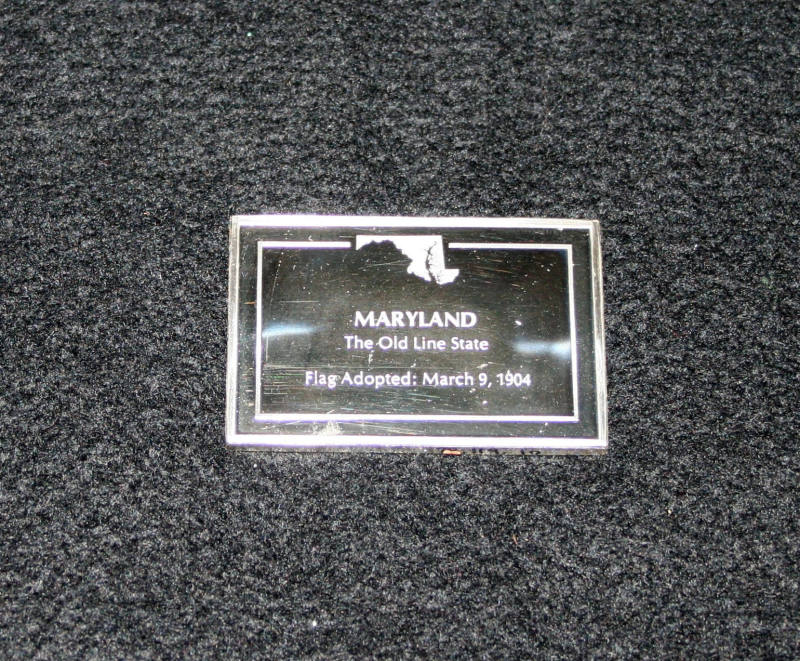 MARYLAND
The Old Line State
Flag Adopted: March 9, 1904